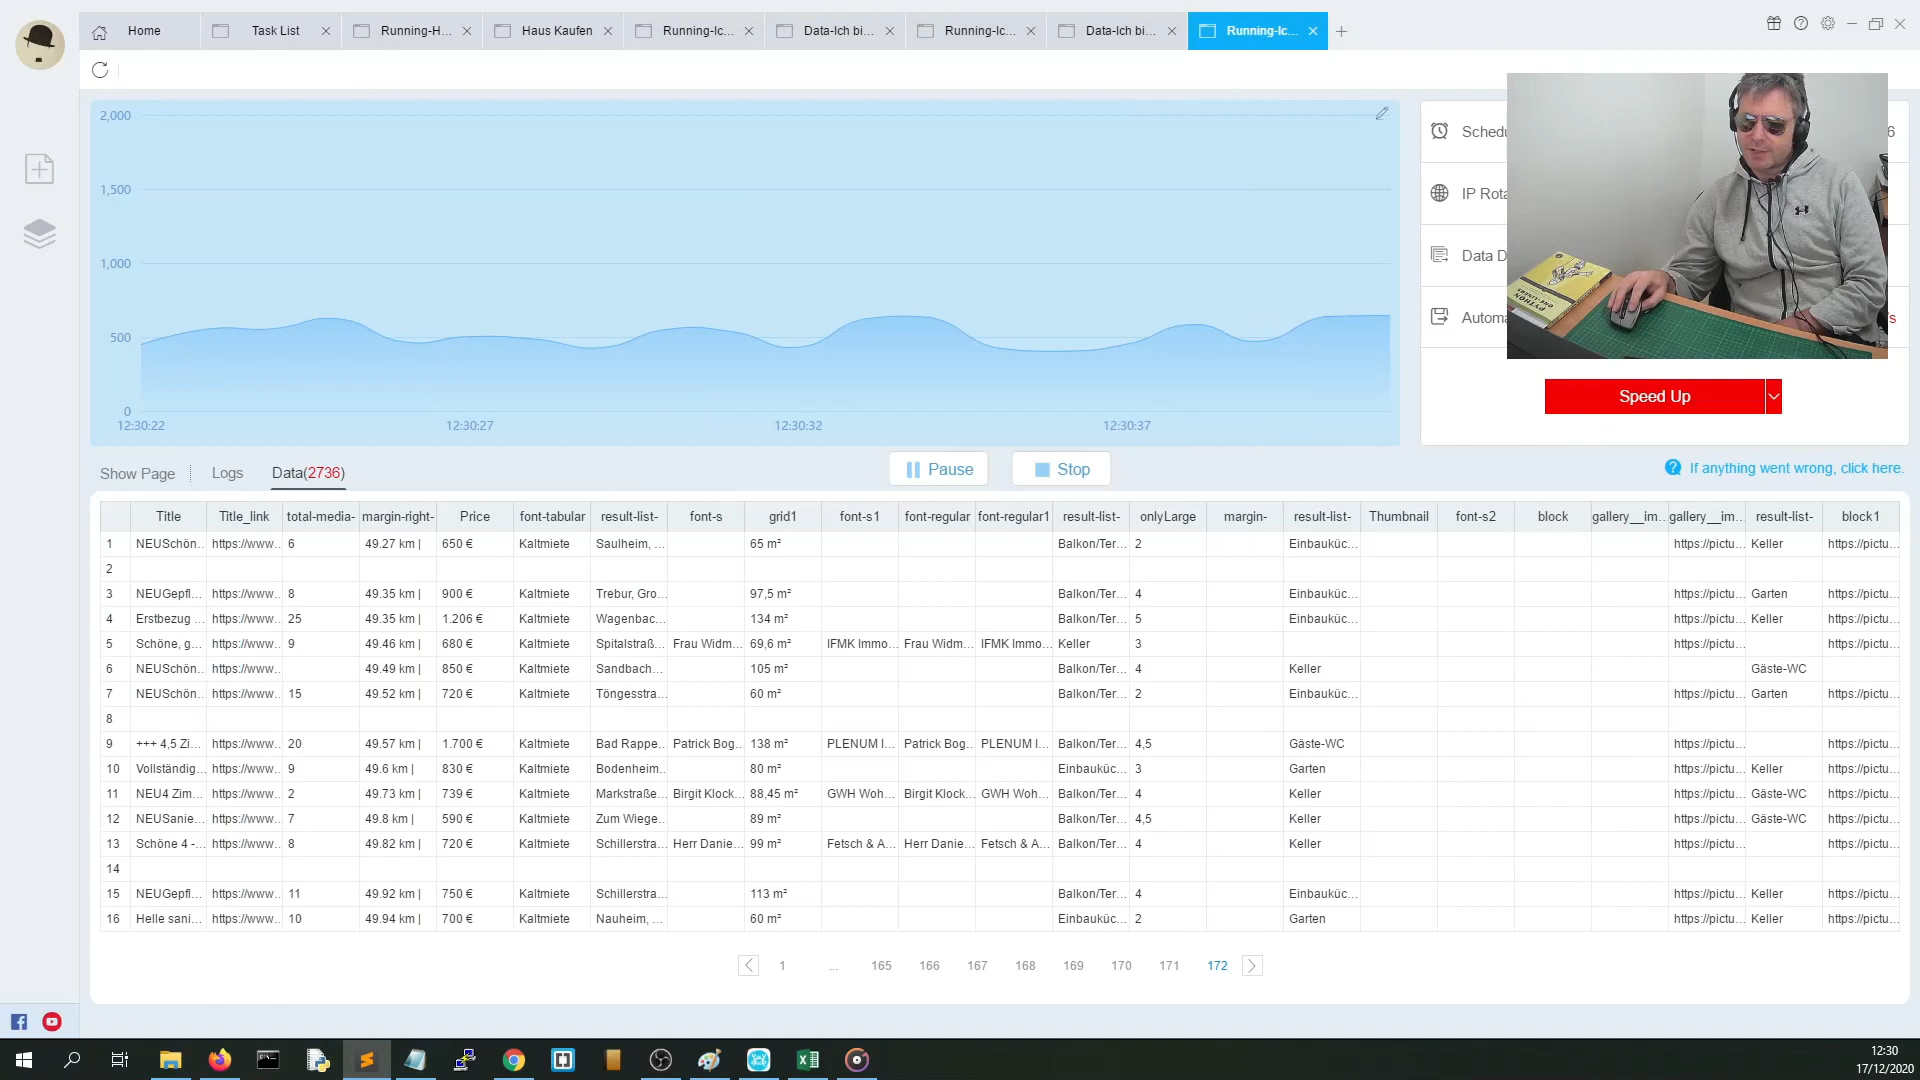 Home
Task List
Running-H...
Haus Kaufen
Running-Ic...
Data-Ich bi...
Running-Ic...
Data-Ich bi...
Running-Ic...
2,000
1,500
1,000
500
0
12:30:22 12:30:27 12:30:32 12:30:37
Schedu
6
IP Rota
Data D
Automa
's
PYTHON
ONE-LINERS
Speed Up
Show Page Logs Data(2736)
Pause Stop
If anything went wrong, click here.
Title Title_link total-media- margin-right- Price font-tabular result-list- font-s grid1 font-s1 font-regular font-regular1 result-list- onlyLarge margin- result-list- Thumbnail font-s2 block gallery__im... gallery__im... result-list- block1
1 NEUSchön... https://www... 6 49.27 km | 650 € Kaltmiete Saulheim, ... 65 m² Balkon/Ter... 2 Einbauküc... https://pictu... Keller https://pictu...
2
3 NEUGepfl... https://www... 8 49.35 km | 900 € Kaltmiete Trebur, Gro... 97,5 m² Balkon/Ter... 4 Einbauküc... https://pictu... Garten https://pictu...
4 Erstbezug ... https://www... 25 49.35 km | 1.206 € Kaltmiete Wagenbac... 134 m² Balkon/Ter... 5 Einbauküc... https://pictu... Keller https://pictu...
5 Schöne, g... https://www... 9 49.46 km | 680 € Kaltmiete Spitalstraß... Frau Widm... 69,6 m² IFMK Immo... Frau Widm... IFMK Immo... Keller 3 https://pictu... https://pictu...
6 NEUSchön... https://www... 49.49 km | 850 € Kaltmiete Sandbach... 105 m² Balkon/Ter... 4 Keller Gäste-WC
7 NEUSchön... https://www... 15 49.52 km | 720 € Kaltmiete Töngesstra... 60 m² Balkon/Ter... 2 Einbauküc... https://pictu... Garten https://pictu...
8
9 +++ 4,5 Zi... https://www... 20 49.57 km | 1.700 € Kaltmiete Bad Rappe... Patrick Bog... 138 m² PLENUM I... Patrick Bog... PLENUM I... Balkon/Ter... 4,5 Gäste-WC https://pictu... https://pictu...
10 Vollständig... https://www... 9 49.6 km | 830 € Kaltmiete Bodenheim... 80 m² Einbauküc... 3 Garten https://pictu... Keller https://pictu...
11 NEU4 Zim... https://www... 2 49.73 km | 739 € Kaltmiete Markstraße... Birgit Klock... 88,45 m² GWH Woh... Birgit Klock... GWH Woh... Balkon/Ter... 4 Keller https://pictu... Gäste-WC https://pictu...
12 NEUSanie... https://www... 7 49.8 km | 590 € Kaltmiete Zum Wiege... 89 m² Balkon/Ter... 4,5 Keller https://pictu... Gäste-WC https://pictu...
13 Schöne 4 -... https://www... 8 49.82 km | 720 € Kaltmiete Schillerstra... Herr Danie... 99 m² Fetsch & A... Herr Danie... Fetsch & A... Balkon/Ter... 4 Keller https://pictu... https://pictu...
14
15 NEUGepfl... https://www... 11 49.92 km | 750 € Kaltmiete Schillerstra... 113 m² Balkon/Ter... 4 Einbauküc... https://pictu... Keller https://pictu...
16 Helle sani... https://www... 10 49.94 km | 700 € Kaltmiete Nauheim, ... 60 m² Einbauküc... 2 Garten https://pictu... Keller https://pictu...
1 ... 165 166 167 168 169 170 171 172
12:30
17/12/2020